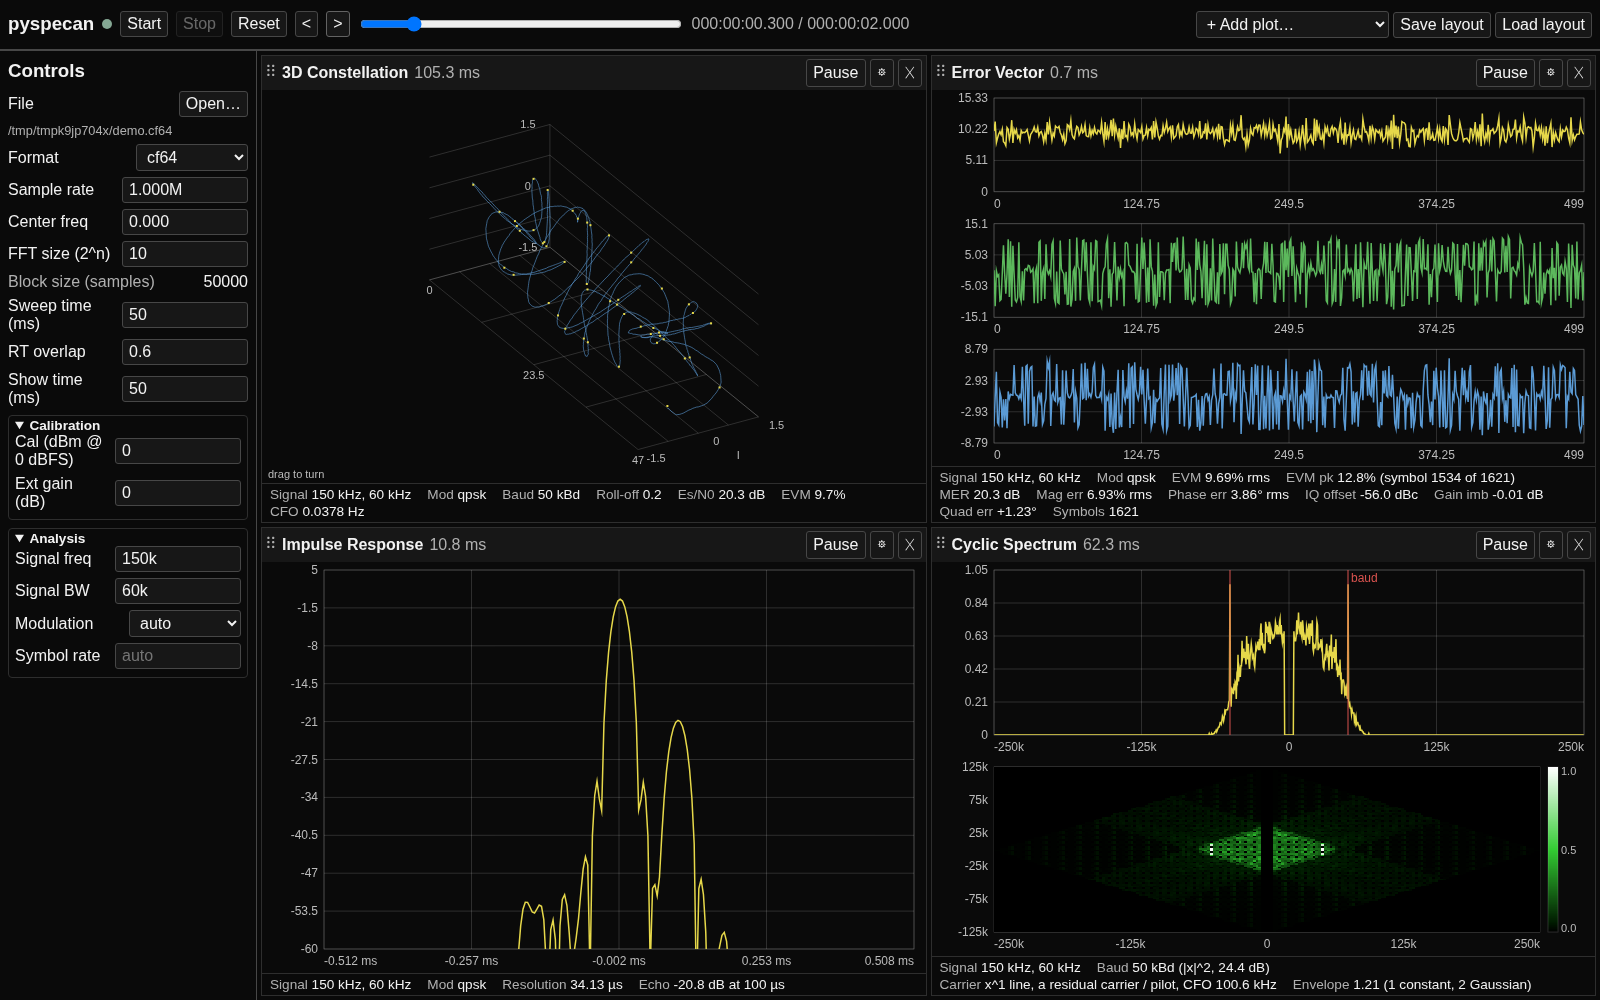 pyspecan Start Stop Reset < > 000:00:00.300 / 000:00:02.000 + Add plot… Save layout Load layout
Controls
File Open…
/tmp/tmpk9jp704x/demo.cf64
Format cf64
Sample rate 1.000M
Center freq 0.000
FFT size (2^n) 10
Block size (samples) 50000
Sweep time
(ms) 50
RT overlap 0.6
Show time
(ms) 50
▼ Calibration
Cal (dBm @
0 dBFS) 0
Ext gain
(dB) 0
▼ Analysis
Signal freq 150k
Signal BW 60k
Modulation auto
Symbol rate auto
3D Constellation 105.3 ms Pause ╳
1.5
0
-1.5
0
23.5
47 -1.5 0 1.5
I
drag to turn
Signal 150 kHz, 60 kHz Mod qpsk Baud 50 kBd Roll-off 0.2 Es/N0 20.3 dB EVM 9.7%
CFO 0.0378 Hz
Error Vector 0.7 ms Pause ╳
15.33
10.22
5.11
0
0 124.75 249.5 374.25 499
15.1
5.03
-5.03
-15.1
0 124.75 249.5 374.25 499
8.79
2.93
-2.93
-8.79
0 124.75 249.5 374.25 499
Signal 150 kHz, 60 kHz Mod qpsk EVM 9.69% rms EVM pk 12.8% (symbol 1534 of 1621)
MER 20.3 dB Mag err 6.93% rms Phase err 3.86° rms IQ offset -56.0 dBc Gain imb -0.01 dB
Quad err +1.23° Symbols 1621
Impulse Response 10.8 ms Pause ╳
5
-1.5
-8
-14.5
-21
-27.5
-34
-40.5
-47
-53.5
-60
-0.512 ms -0.257 ms -0.002 ms 0.253 ms 0.508 ms
Signal 150 kHz, 60 kHz Mod qpsk Resolution 34.13 µs Echo -20.8 dB at 100 µs
Cyclic Spectrum 62.3 ms Pause ╳
1.05
baud
0.84
0.63
0.42
0.21
0
-250k -125k 0 125k 250k
125k
75k
25k
-25k
-75k
-125k
1.0
0.5
0.0
-250k -125k 0 125k 250k
Signal 150 kHz, 60 kHz Baud 50 kBd (|x|^2, 24.4 dB)
Carrier x^1 line, a residual carrier / pilot, CFO 100.6 kHz Envelope 1.21 (1 constant, 2 Gaussian)